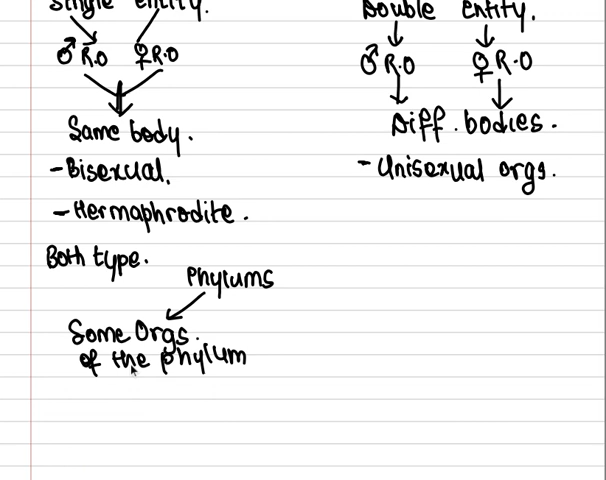 Single entity.
♂ R.O ♀ R.O
Same body.
- Bisexual.
- Hermaphrodite.
Double entity.
♂ R.O ♀ R.O
Diff. bodies.
- Unisexual orgs.
Both type.
Phylums
Some Orgs.
of the phylum